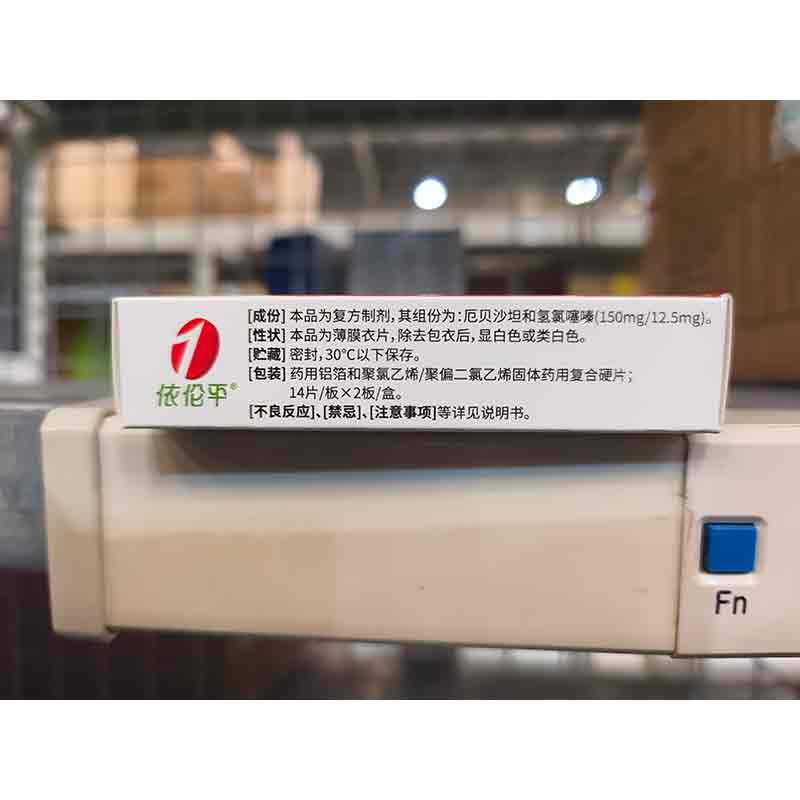 [成份] 本品为复方制剂,其组份为:厄贝沙坦和氢氯噻嗪(150mg/12.5mg)。
[性状] 本品为薄膜衣片,除去包衣后,显白色或类白色。
[贮藏] 密封,30℃以下保存。
[包装] 药用铝箔和聚氯乙烯/聚偏二氯乙烯固体药用复合硬片;
14片/板×2板/盒。
[不良反应]、[禁忌]、[注意事项]等详见说明书。
依伦平®
Fn